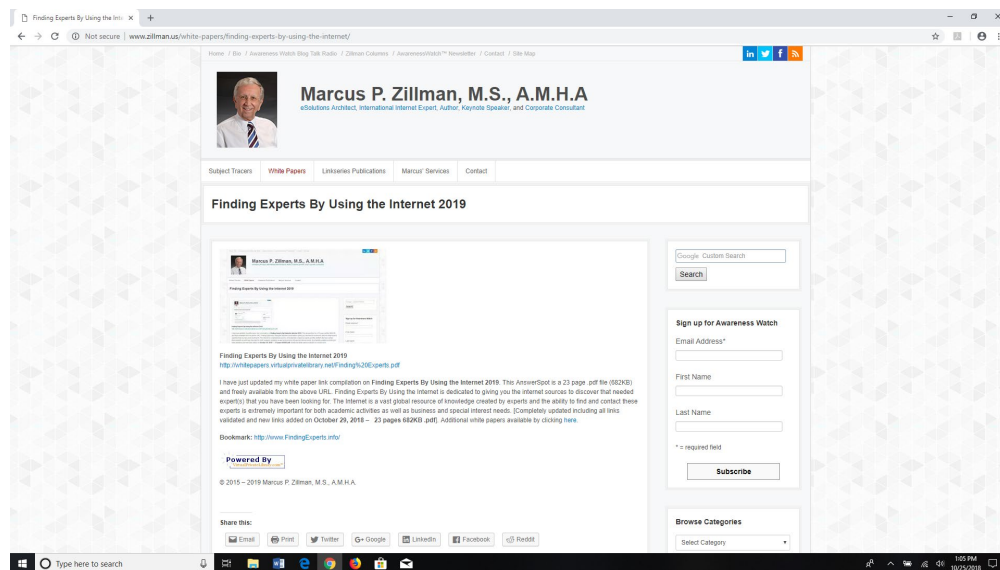 Finding Experts By Using the Inte
Not secure | www.zillman.us/white-papers/finding-experts-by-using-the-internet/
Home / Bio / Awareness Watch Blog Talk Radio / Zillman Columns / AwarenessWatch™ Newsletter / Contact / Site Map
Marcus P. Zillman, M.S., A.M.H.A
eSolutions Architect, International Internet Expert, Author, Keynote Speaker, and Corporate Consultant
Subject Tracers White Papers Linkseries Publications Marcus' Services Contact
Finding Experts By Using the Internet 2019
Marcus P. Zillman, M.S., A.M.H.A
Finding Experts By Using the Internet 2019
Finding Experts By Using the Internet 2019
http://whitepapers.virtualprivatelibrary.net/Finding%20Experts.pdf
I have just updated my white paper link compilation on Finding Experts By Using the Internet 2019. This AnswerSpot is a 23 page .pdf file (682KB)
and freely available from the above URL. Finding Experts By Using the Internet is dedicated to giving you the internet sources to discover that needed
expert(s) that you have been looking for. The Internet is a vast global resource of knowledge created by experts and the ability to find and contact these
experts is extremely important for both academic activities as well as business and special interest needs. [Completely updated including all links
validated and new links added on October 29, 2018 – 23 pages 682KB .pdf]. Additional white papers available by clicking here.
Bookmark: http://www.FindingExperts.info/
Powered By
© 2015 – 2019 Marcus P. Zillman, M.S., A.M.H.A.
Share this:
Email Print Twitter G+ Google LinkedIn Facebook Reddit
Google Custom Search
Search
Sign up for Awareness Watch
Email Address*
First Name
Last Name
* = required field
Subscribe
Browse Categories
Select Category
Type here to search
1:05 PM
10/25/2018